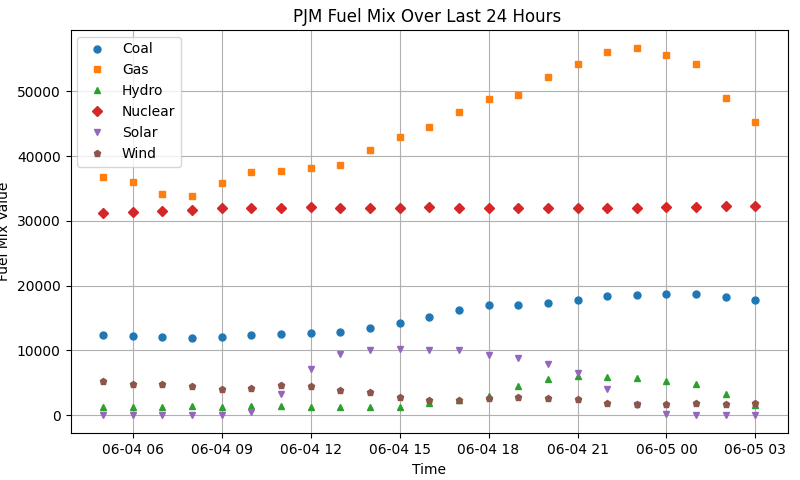 PJM Fuel Mix Over Last 24 Hours
Coal
Gas
Hydro
Nuclear
Solar
Wind
Fuel Mix Value
50000
40000
30000
20000
10000
0
06-04 06
06-04 09
06-04 12
06-04 15
06-04 18
06-04 21
06-05 00
06-05 03
Time